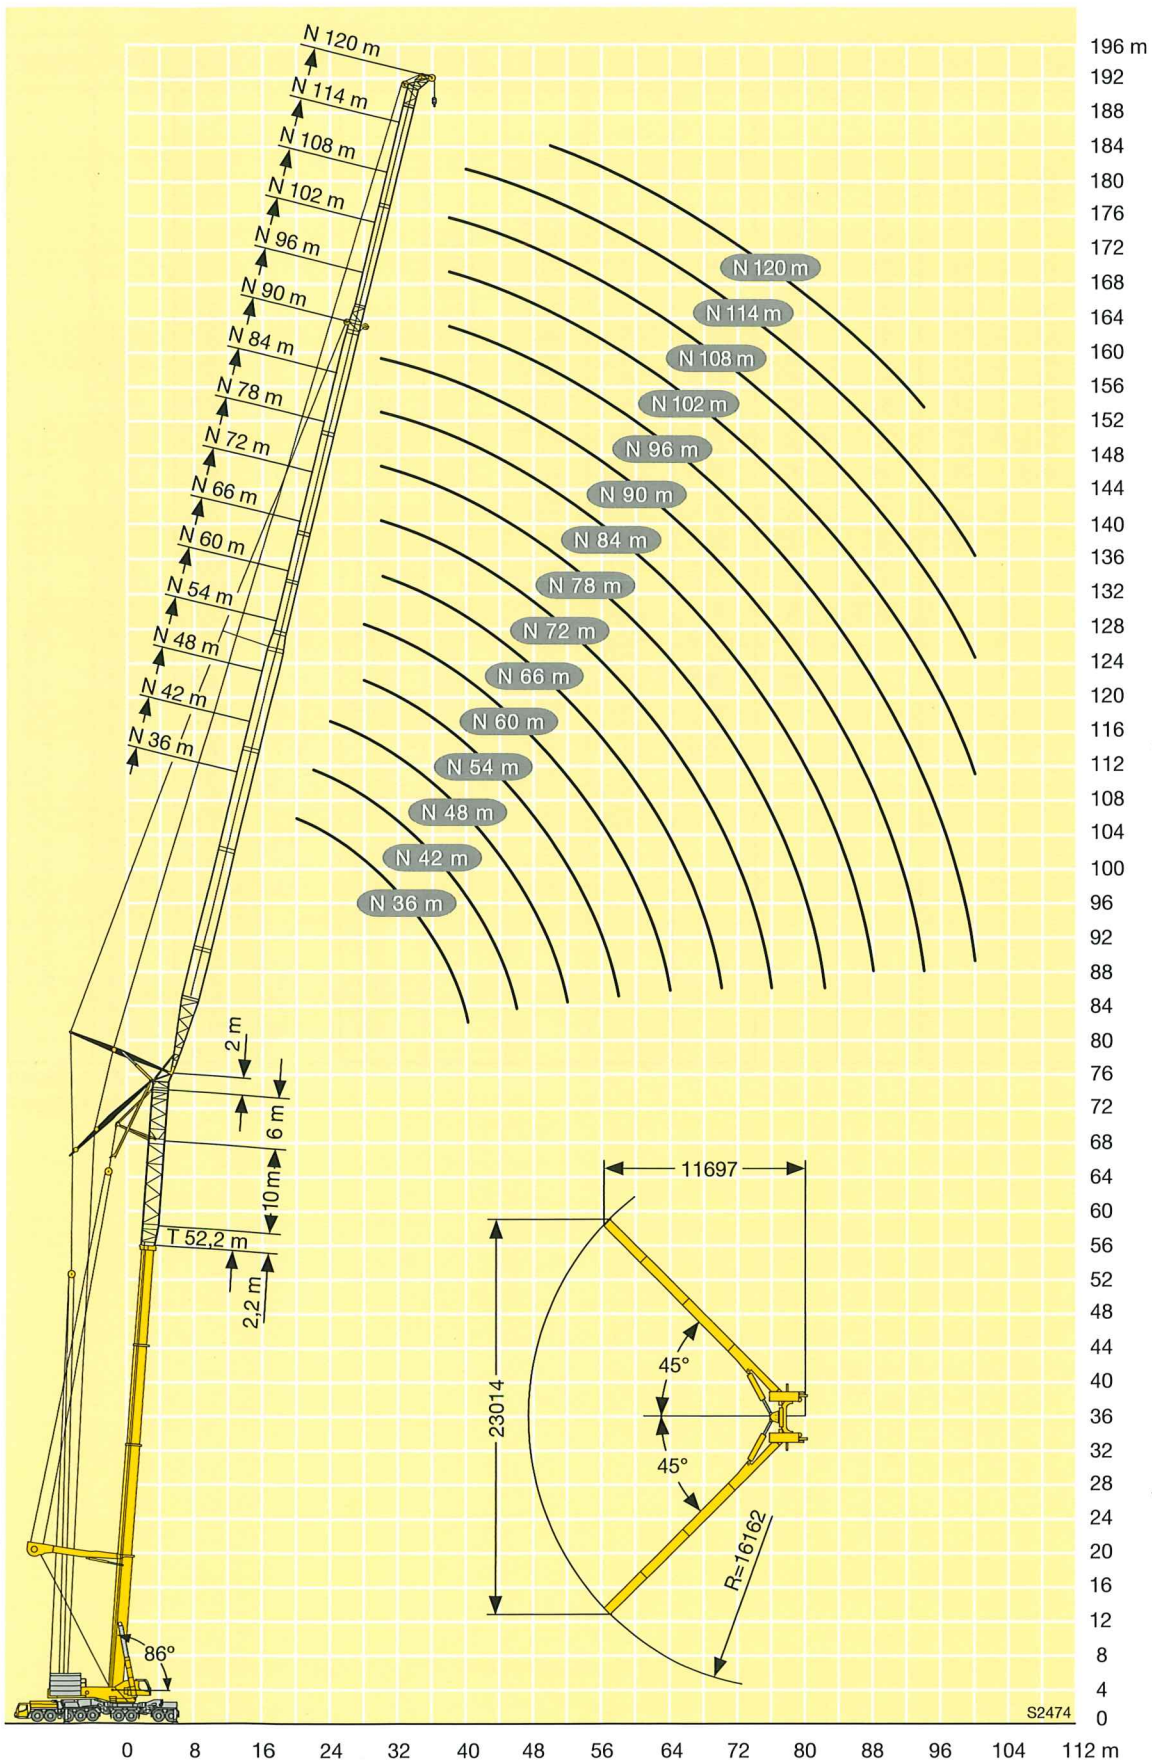 N 120 m
N 114 m
N 108 m
N 102 m
N 96 m
N 90 m
N 84 m
N 78 m
N 72 m
N 66 m
N 60 m
N 54 m
N 48 m
N 42 m
N 36 m
N 120 m
N 114 m
N 108 m
N 102 m
N 96 m
N 90 m
N 84 m
N 78 m
N 72 m
N 66 m
N 60 m
N 54 m
N 48 m
N 42 m
N 36 m
2 m
6 m
10 m
T 52,2 m
2,2 m
86°
11697
23014
45°
45°
R=16162
S2474
196 m
192
188
184
180
176
172
168
164
160
156
152
148
144
140
136
132
128
124
120
116
112
108
104
100
96
92
88
84
80
76
72
68
64
60
56
52
48
44
40
36
32
28
24
20
16
12
8
4
0
0 8 16 24 32 40 48 56 64 72 80 88 96 104 112 m